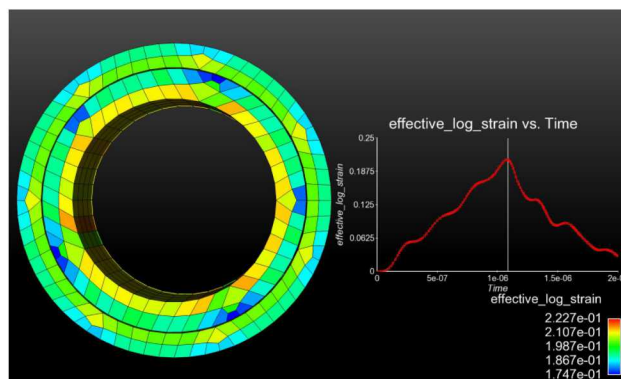 effective_log_strain vs. Time
0.25
0.1875
0.125
0.0625
0
effective_log_strain
5e-07
1e-06
1.5e-06
2e-0
Time
effective_log_strain
2.227e-01
2.107e-01
1.987e-01
1.867e-01
1.747e-01